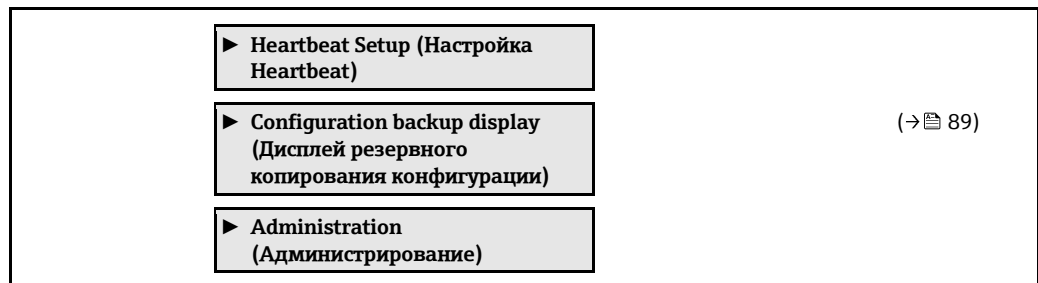 ► Heartbeat Setup (Настройка
Heartbeat)
► Configuration backup display
(Дисплей резервного
копирования конфигурации)
(→ 89)
► Administration
(Администрирование)